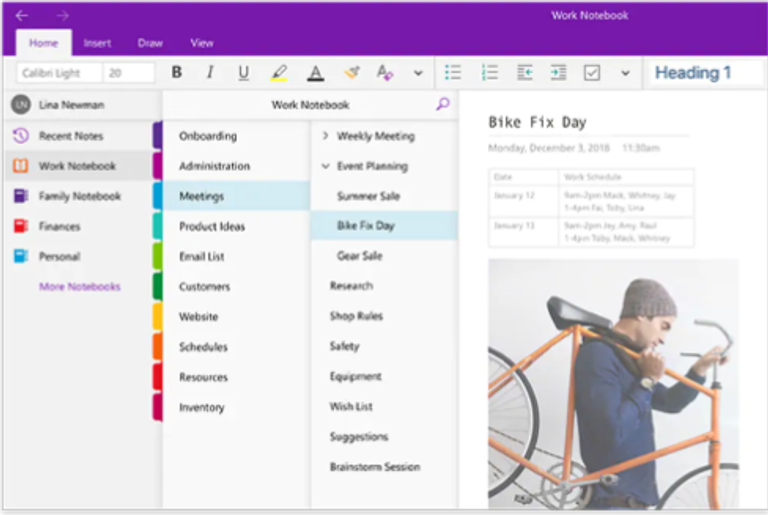 Work Notebook
Home Insert Draw View
Calibri Light 20 B I U A A Heading 1
LN Lina Newman
Recent Notes
Work Notebook
Family Notebook
Finances
Personal
More Notebooks
Work Notebook
Onboarding
Administration
Meetings
Product Ideas
Email List
Customers
Website
Schedules
Resources
Inventory
Weekly Meeting
Event Planning
Summer Sale
Bike Fix Day
Gear Sale
Research
Shop Rules
Safety
Equipment
Wish List
Suggestions
Brainstorm Session
Bike Fix Day
Monday, December 3, 2018 11:30am
Date Work Schedule
January 12 9am-2pm Mack, Whitney, Jay
1-4pm Fai, Toby, Lina
January 13 9am-2pm Jay, Amy, Raul
1-4pm Toby, Mack, Whitney